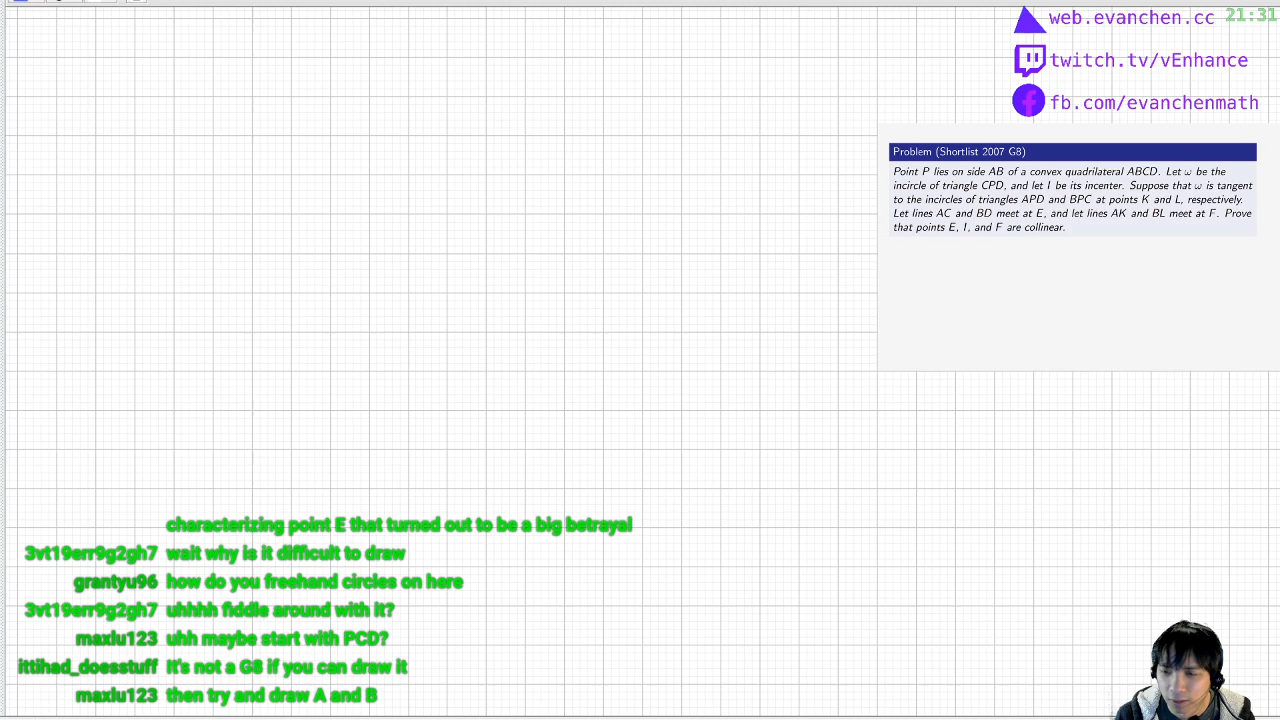 web.evanchen.cc
21:31
twitch.tv/vEnhance
fb.com/evanchenmath
Problem (Shortlist 2007 G8)
Point P lies on side AB of a convex quadrilateral ABCD. Let ω be the
incircle of triangle CPD, and let I be its incenter. Suppose that ω is tangent
to the incircles of triangles APD and BPC at points K and L, respectively.
Let lines AC and BD meet at E, and let lines AK and BL meet at F. Prove
that points E, I, and F are collinear.
characterizing point E that turned out to be a big betrayal
3vt19err9g2gh7 wait why is it difficult to draw
grantyu96 how do you freehand circles on here
3vt19err9g2gh7 uhhhh fiddle around with it?
maxlu123 uhh maybe start with PCD?
ittihad_doesstuff It's not a G8 if you can draw it
maxlu123 then try and draw A and B